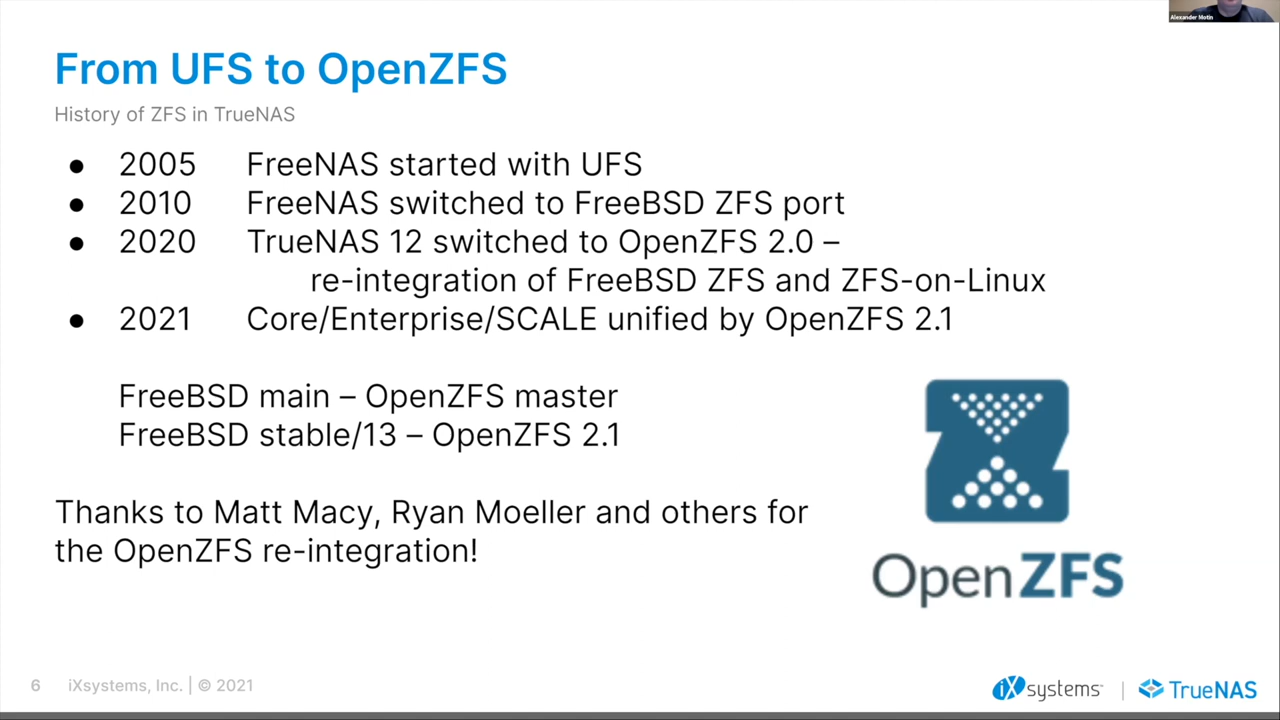 Alexander Motin
From UFS to OpenZFS
History of ZFS in TrueNAS
● 2005 FreeNAS started with UFS
● 2010 FreeNAS switched to FreeBSD ZFS port
● 2020 TrueNAS 12 switched to OpenZFS 2.0 –
re-integration of FreeBSD ZFS and ZFS-on-Linux
● 2021 Core/Enterprise/SCALE unified by OpenZFS 2.1
FreeBSD main – OpenZFS master
FreeBSD stable/13 – OpenZFS 2.1
Thanks to Matt Macy, Ryan Moeller and others for
the OpenZFS re-integration!
OpenZFS
6 iXsystems, Inc. | © 2021
iXsystems | TrueNAS